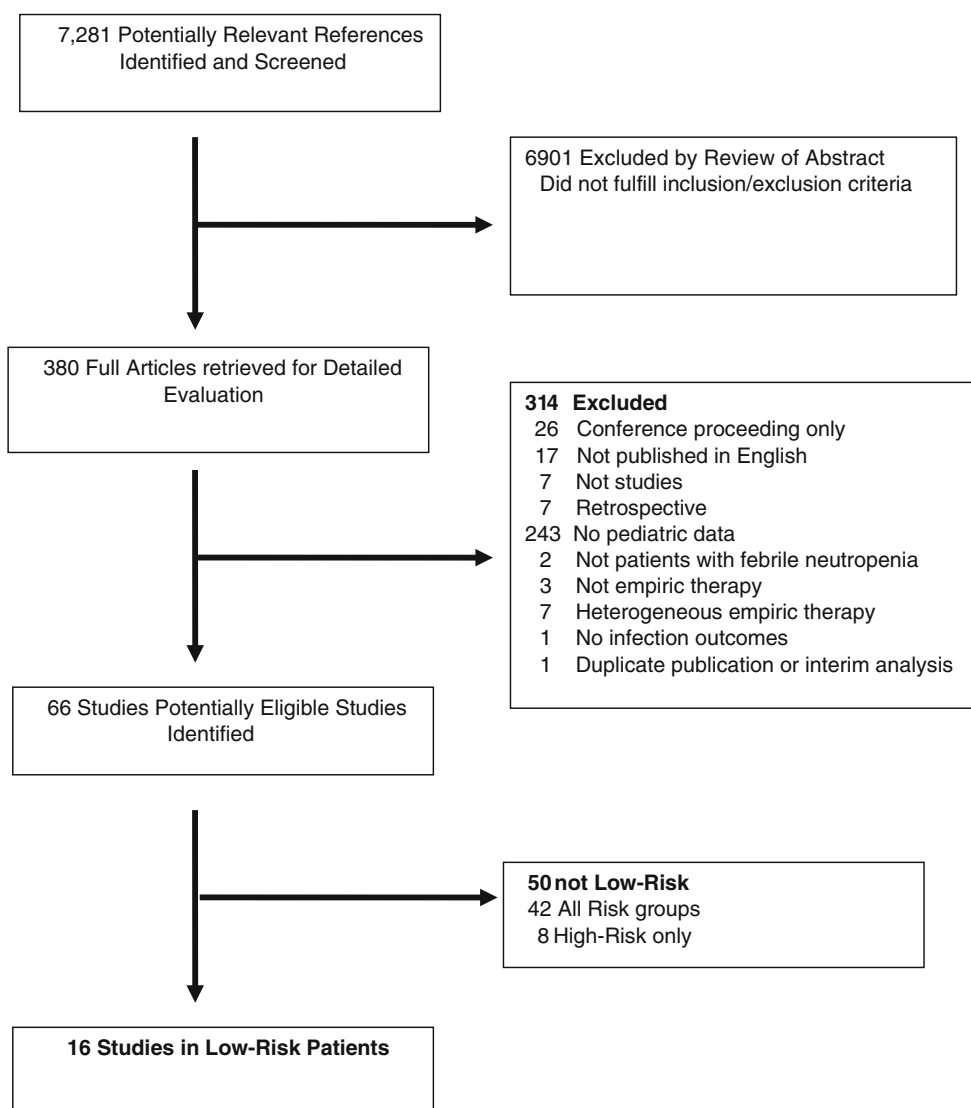 7,281 Potentially Relevant References
Identified and Screened
6901 Excluded by Review of Abstract
Did not fulfill inclusion/exclusion criteria
380 Full Articles retrieved for Detailed
Evaluation
314 Excluded
26 Conference proceeding only
17 Not published in English
7 Not studies
7 Retrospective
243 No pediatric data
2 Not patients with febrile neutropenia
3 Not empiric therapy
7 Heterogeneous empiric therapy
1 No infection outcomes
1 Duplicate publication or interim analysis
66 Studies Potentially Eligible Studies
Identified
50 not Low-Risk
42 All Risk groups
8 High-Risk only
16 Studies in Low-Risk Patients